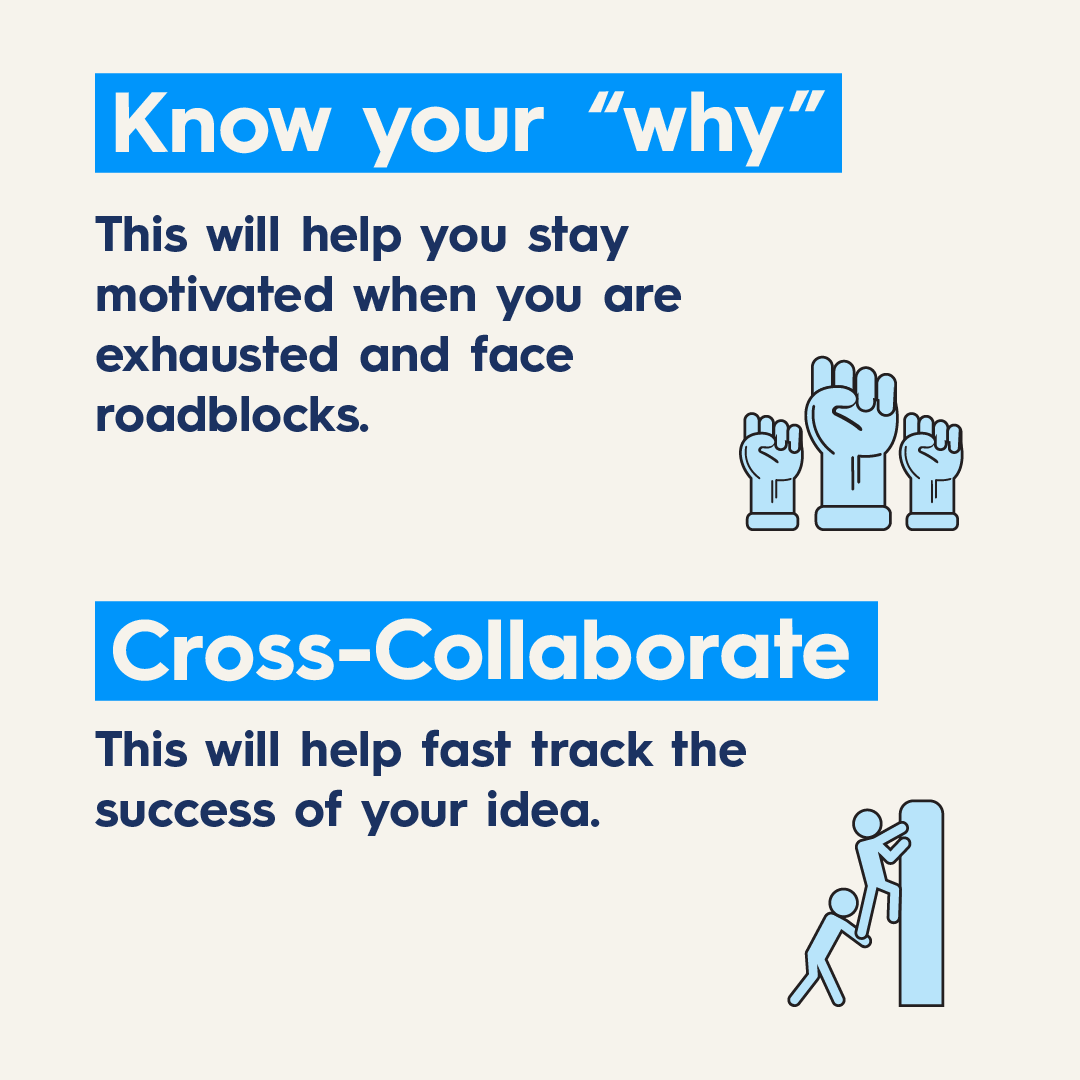 Know your “why”
This will help you stay
motivated when you are
exhausted and face
roadblocks.
Cross-Collaborate
This will help fast track the
success of your idea.